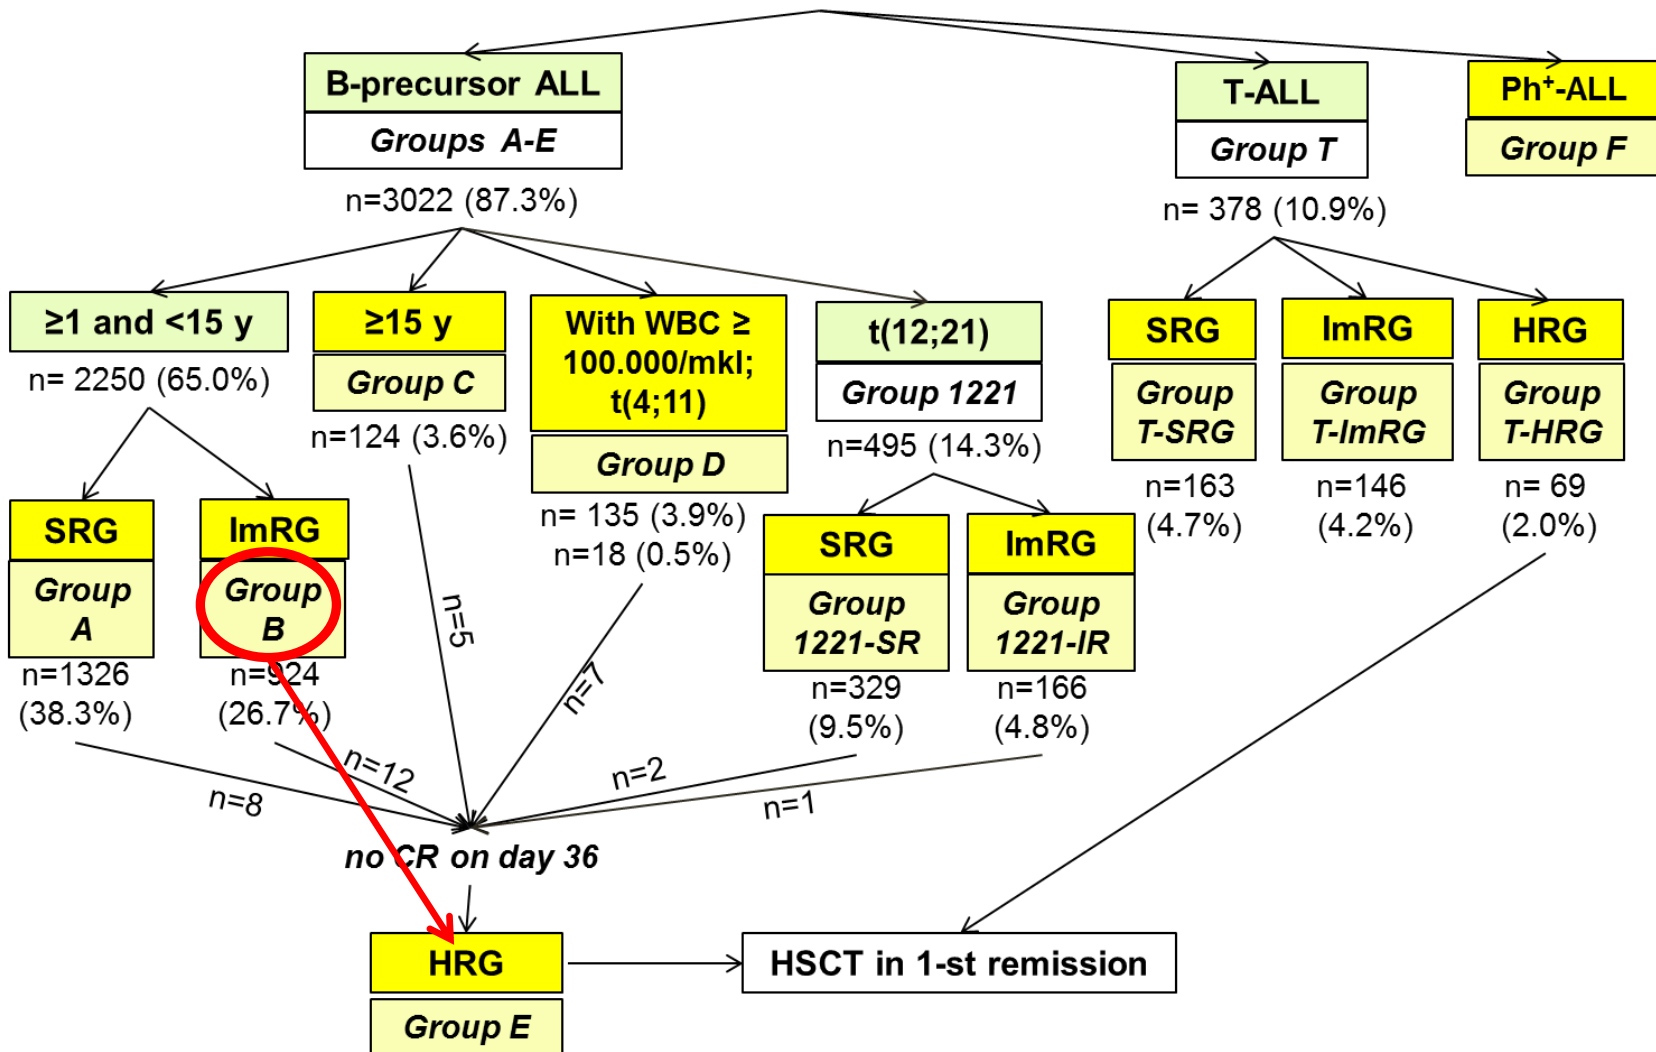 B-precursor ALL
Groups A-E
n=3022 (87.3%)
T-ALL
Group T
n= 378 (10.9%)
Ph⁺-ALL
Group F
≥1 and <15 y
n= 2250 (65.0%)
≥15 y
Group C
n=124 (3.6%)
With WBC ≥
100.000/mkl;
t(4;11)
Group D
n= 135 (3.9%)
n=18 (0.5%)
t(12;21)
Group 1221
n=495 (14.3%)
SRG
Group
T-SRG
n=163
(4.7%)
ImRG
Group
T-ImRG
n=146
(4.2%)
HRG
Group
T-HRG
n= 69
(2.0%)
SRG
Group
A
n=1326
(38.3%)
ImRG
Group
B
n=924
(26.7%)
SRG
Group
1221-SR
n=329
(9.5%)
ImRG
Group
1221-IR
n=166
(4.8%)
n=8
n=12
n=5
n=7
n=2
n=1
no CR on day 36
HRG
Group E
HSCT in 1-st remission